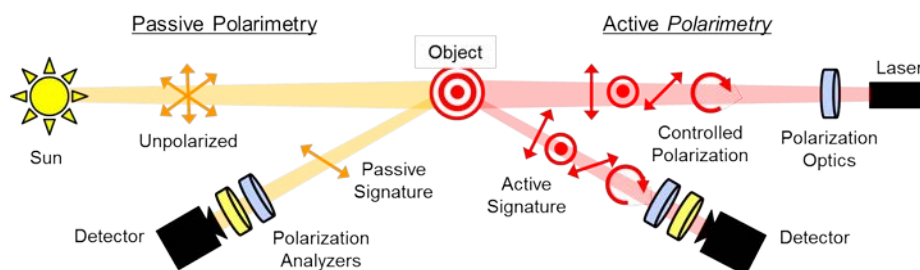 Passive Polarimetry
Active Polarimetry
Object
Laser
Unpolarized
Controlled
Polarization
Polarization
Optics
Sun
Passive
Signature
Active
Signature
Detector
Polarization
Analyzers
Detector